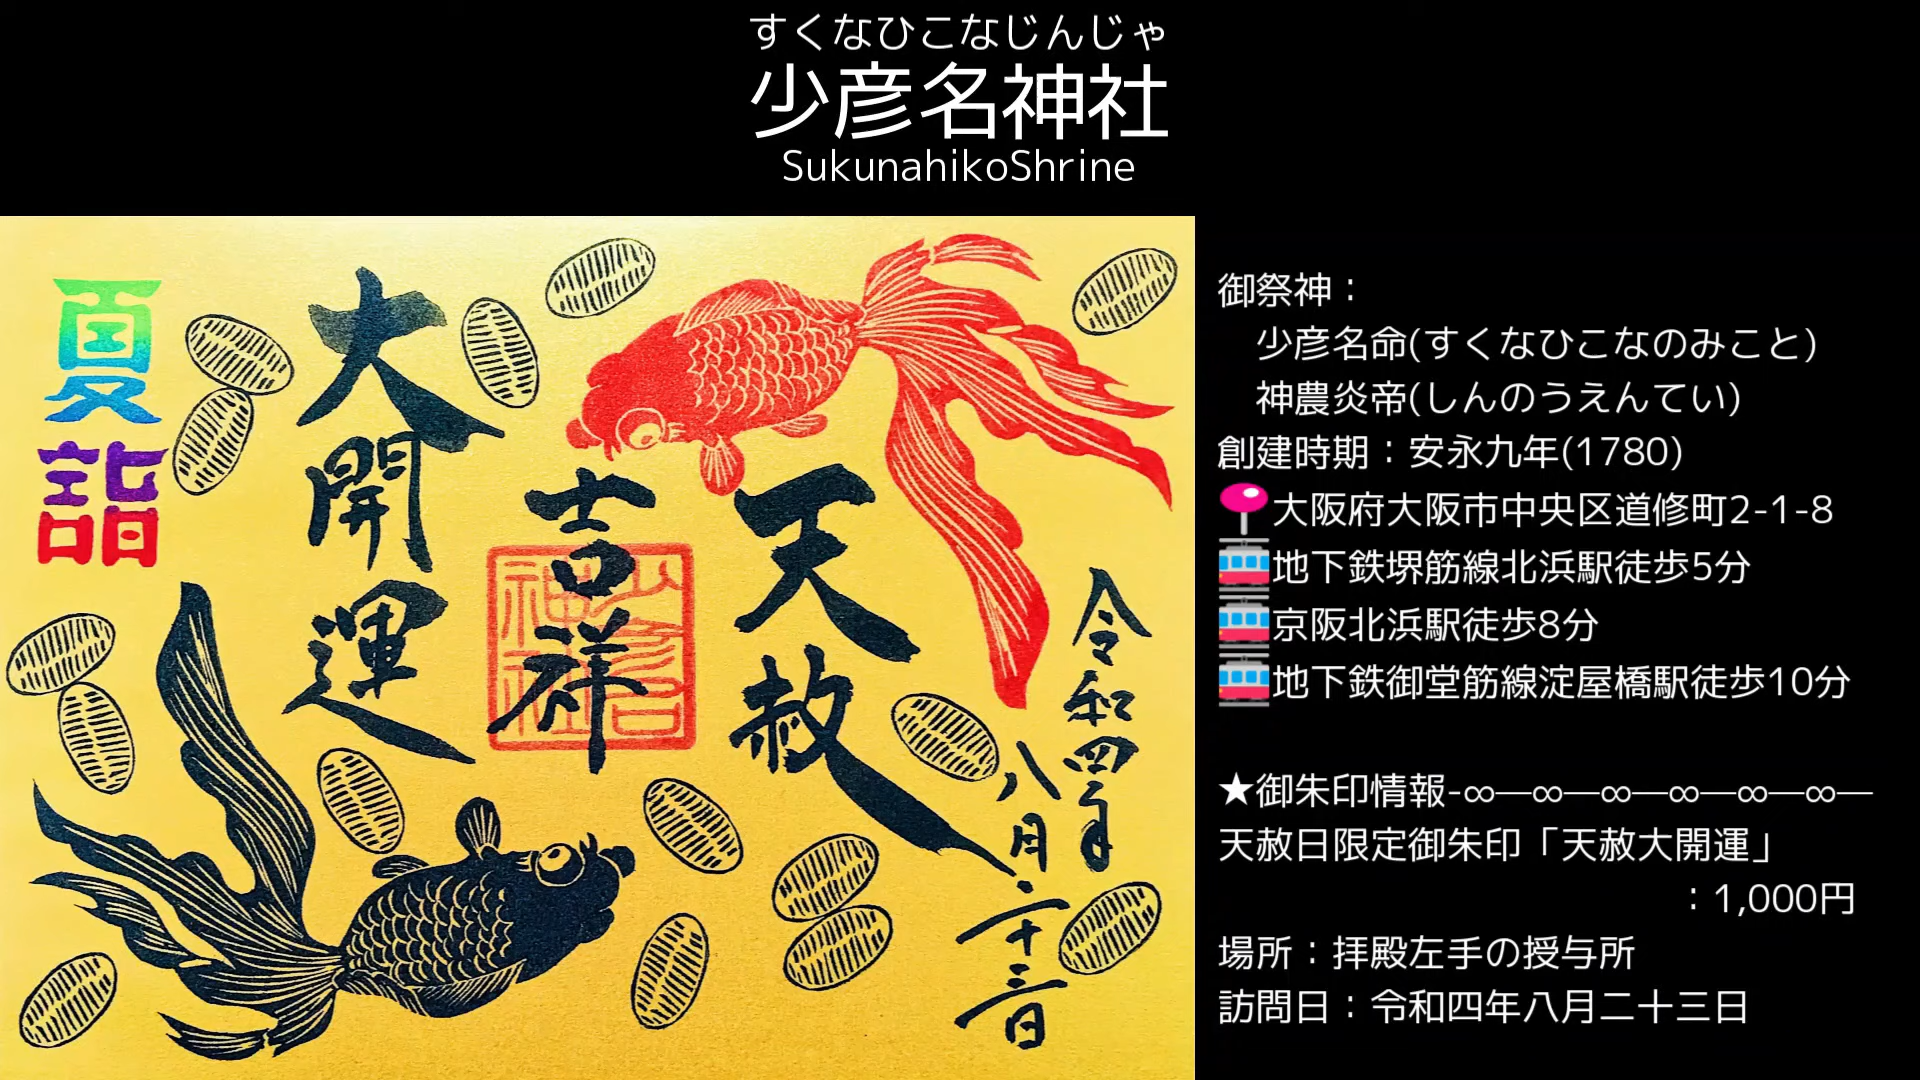 すくなひこなじんじゃ
少彦名神社
SukunahikoShrine
令和四年
八月二十三日
天赦
吉祥
大開運
夏詣
少彦名
神社
御祭神：
少彦名命(すくなひこなのみこと)
神農炎帝(しんのうえんてい)
創建時期：安永九年(1780)
📍大阪府大阪市中央区道修町2-1-8
🚃地下鉄堺筋線北浜駅徒歩5分
🚃京阪北浜駅徒歩8分
🚃地下鉄御堂筋線淀屋橋駅徒歩10分
★御朱印情報-∞—∞—∞—∞—∞—∞—
天赦日限定御朱印「天赦大開運」
：1,000円
場所：拝殿左手の授与所
訪問日：令和四年八月二十三日